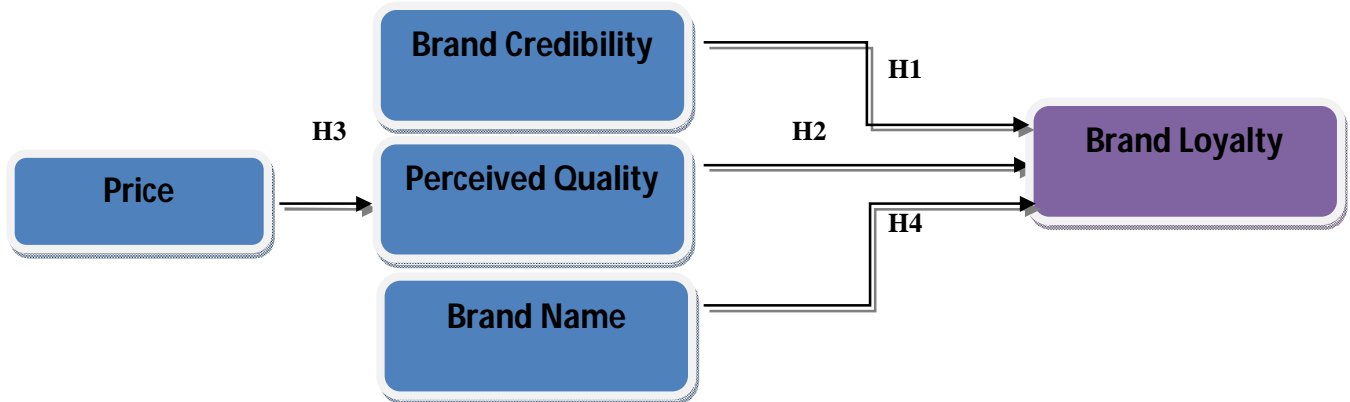 Brand Credibility
H1
H3
H2
Brand Loyalty
Price
Perceived Quality
H4
Brand Name